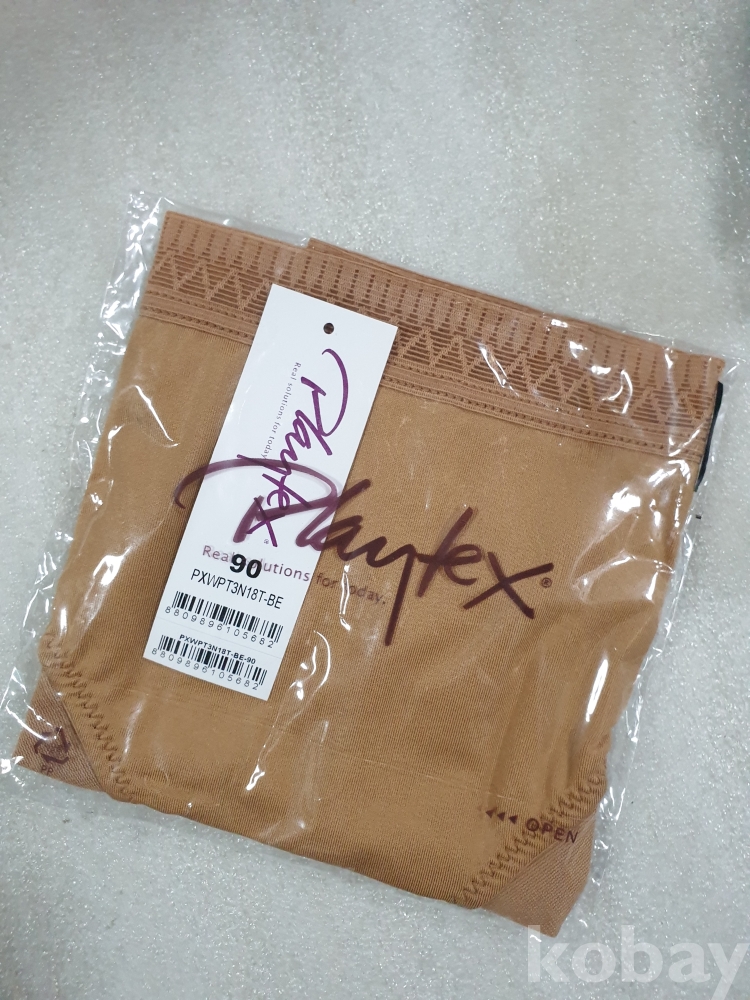 Real solutions for today.
Playtex®
Playtex®
Real solutions for today.
90
PXWPT3N18T-BE
8809896105682
PXWPT3N18T-BE-90
8809896105682
OPEN
kobay